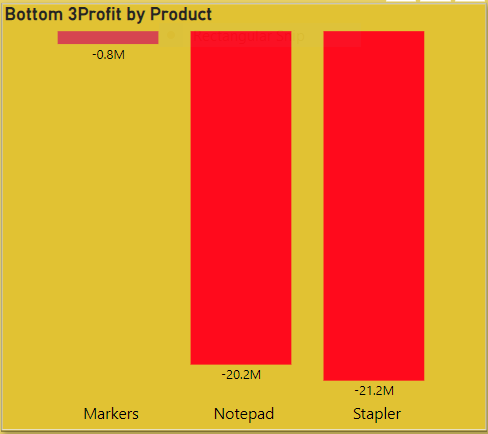 Bottom 3Profit by Product
-0.8M
-20.2M
-21.2M
Markers Notepad Stapler